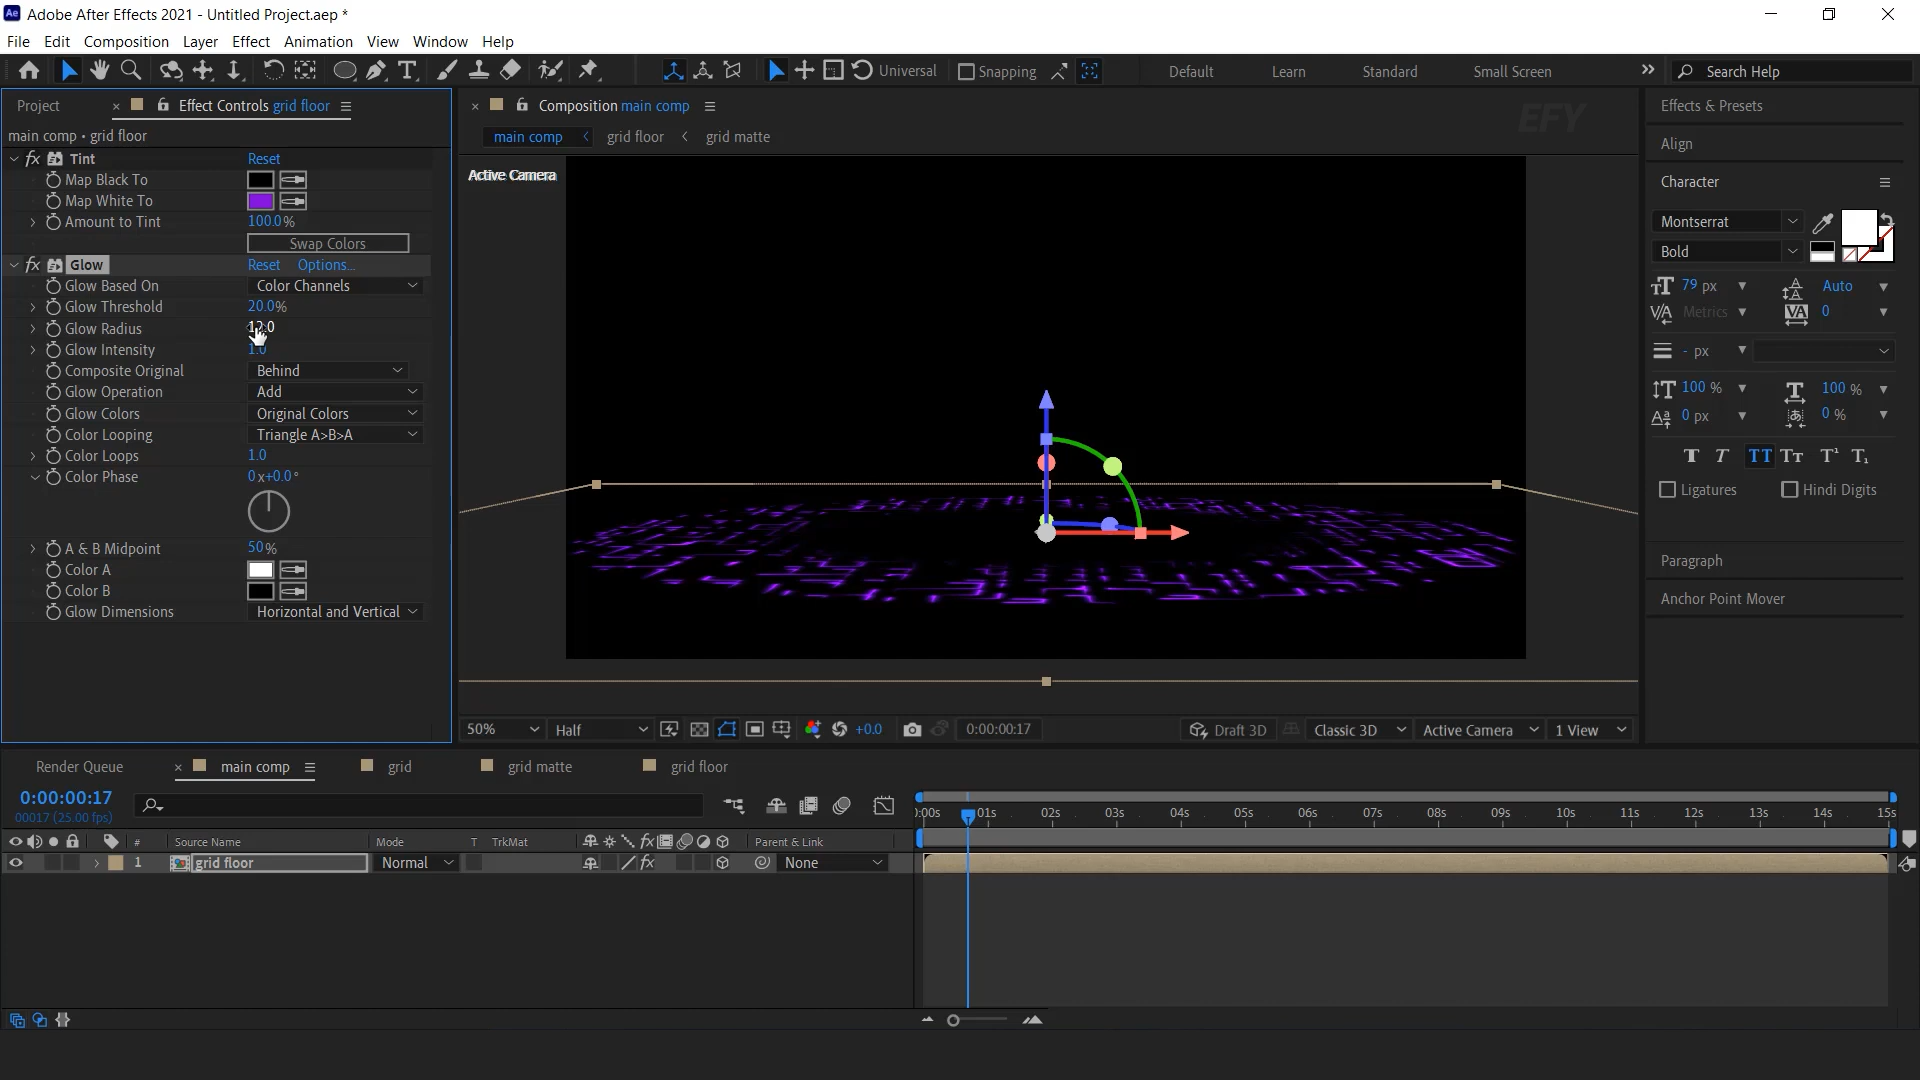 Adobe After Effects 2021 - Untitled Project.aep *
File Edit Composition Layer Effect Animation View Window Help
Universal Snapping Default Learn Standard Small Screen Search Help
Project Effect Controls grid floor
main comp • grid floor
Tint Reset
Map Black To
Map White To
Amount to Tint 100.0%
Swap Colors
Glow Reset Options...
Glow Based On Color Channels
Glow Threshold 20.0%
Glow Radius
Glow Intensity 1.0
Composite Original Behind
Glow Operation Add
Glow Colors Original Colors
Color Looping Triangle A>B>A
Color Loops 1.0
Color Phase 0x+0.0°
A & B Midpoint 50%
Color A
Color B
Glow Dimensions Horizontal and Vertical
Composition main comp
main comp grid floor grid matte
EFY
Active Camera
50% Half +0.0 0:00:00:17 Draft 3D Classic 3D Active Camera 1 View
Effects & Presets
Align
Character
Montserrat
Bold
79 px Auto
Metrics 0
- px
100 % 100 %
0 px 0 %
Ligatures Hindi Digits
Paragraph
Anchor Point Mover
Render Queue main comp grid grid matte grid floor
0:00:00:17
00017 (25.00 fps)
:00s 01s 02s 03s 04s 05s 06s 07s 08s 09s 10s 11s 12s 13s 14s 15s
# Source Name Mode T TrkMat Parent & Link
1 grid floor Normal None